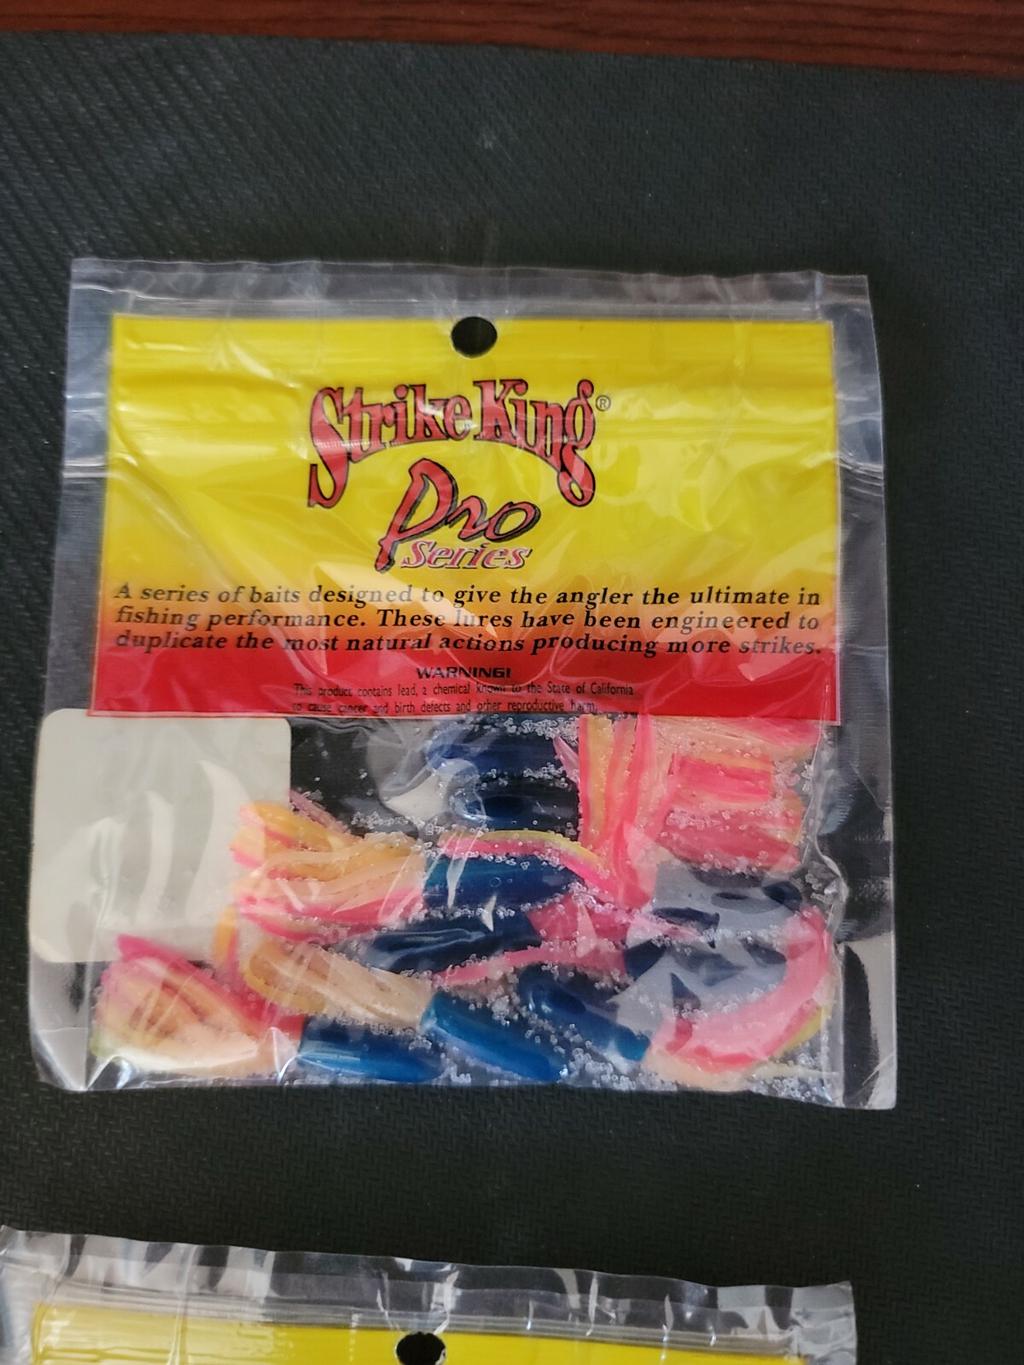 Strike King®
Pro
Series
A series of baits designed to give the angler the ultimate in
fishing performance. These lures have been engineered to
duplicate the most natural actions producing more strikes.
WARNING!
This product contains lead, a chemical known to the State of California
to cause cancer and birth defects and other reproductive harm.